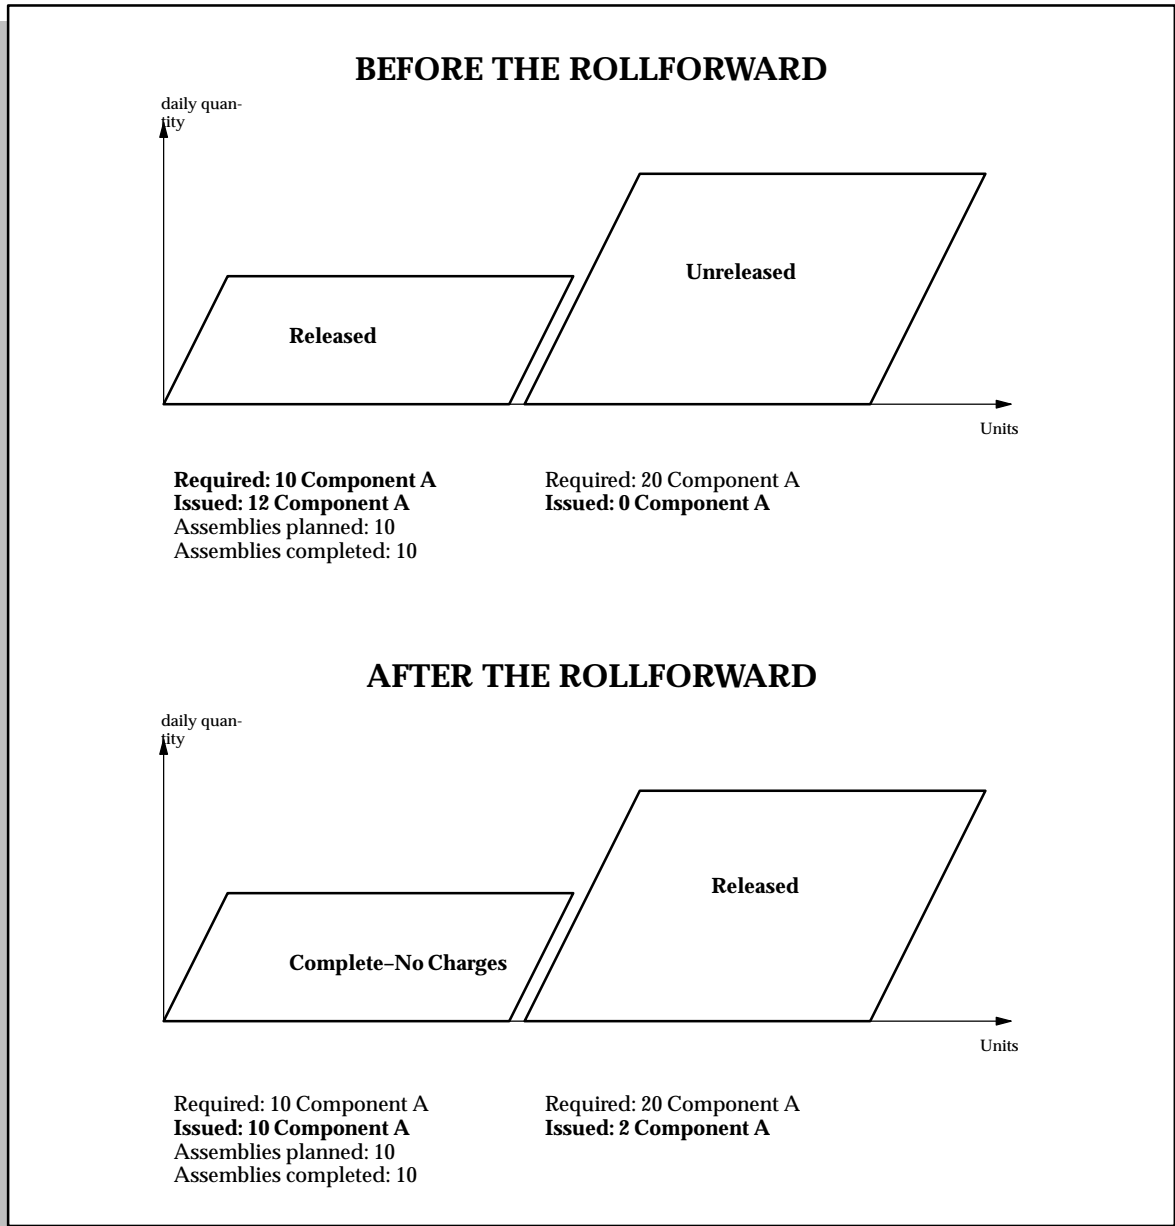 BEFORE THE ROLLFORWARD
daily quan-
tity
Unreleased
Released
Units
Required: 10 Component A
Issued: 12 Component A
Assemblies planned: 10
Assemblies completed: 10
Required: 20 Component A
Issued: 0 Component A
AFTER THE ROLLFORWARD
daily quan-
tity
Released
Complete–No Charges
Units
Required: 10 Component A
Issued: 10 Component A
Assemblies planned: 10
Assemblies completed: 10
Required: 20 Component A
Issued: 2 Component A